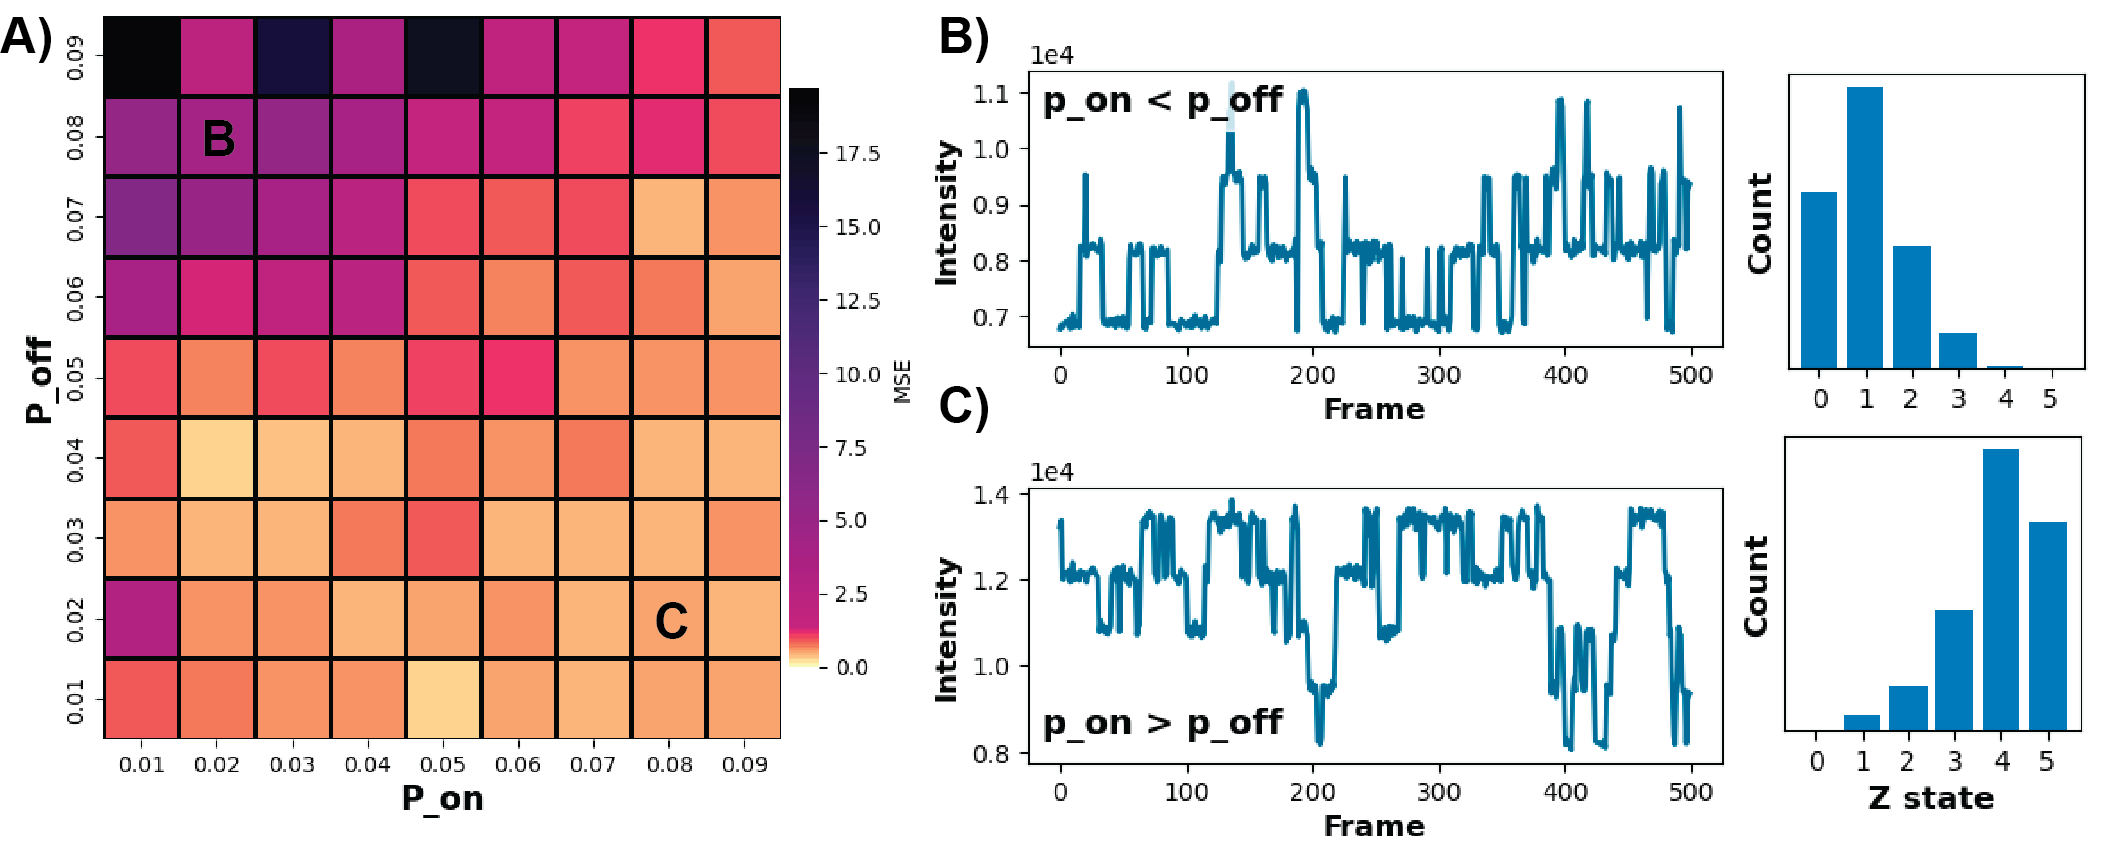 A)
0.09
0.08
0.07
0.06
0.05
0.04
0.03
0.02
0.01
P_off
B
C
0.01 0.02 0.03 0.04 0.05 0.06 0.07 0.08 0.09
P_on
17.5
15.0
12.5
10.0
7.5
5.0
2.5
0.0
MSE
B)
1e4
p_on < p_off
1.1
1.0
0.9
0.8
0.7
Intensity
0 100 200 300 400 500
Frame
Count
0 1 2 3 4 5
C)
1e4
1.4
1.2
1.0
0.8
Intensity
p_on > p_off
0 100 200 300 400 500
Frame
Count
0 1 2 3 4 5
Z state